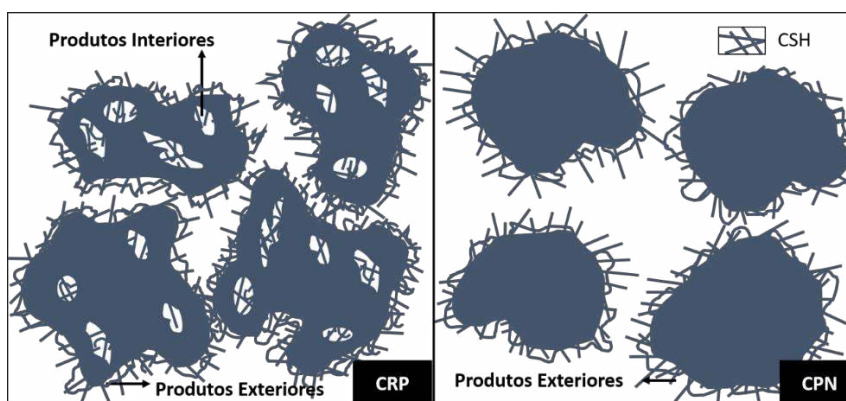 Produtos Interiores
CSH
Produtos Exteriores
CRP
Produtos Exteriores
CPN